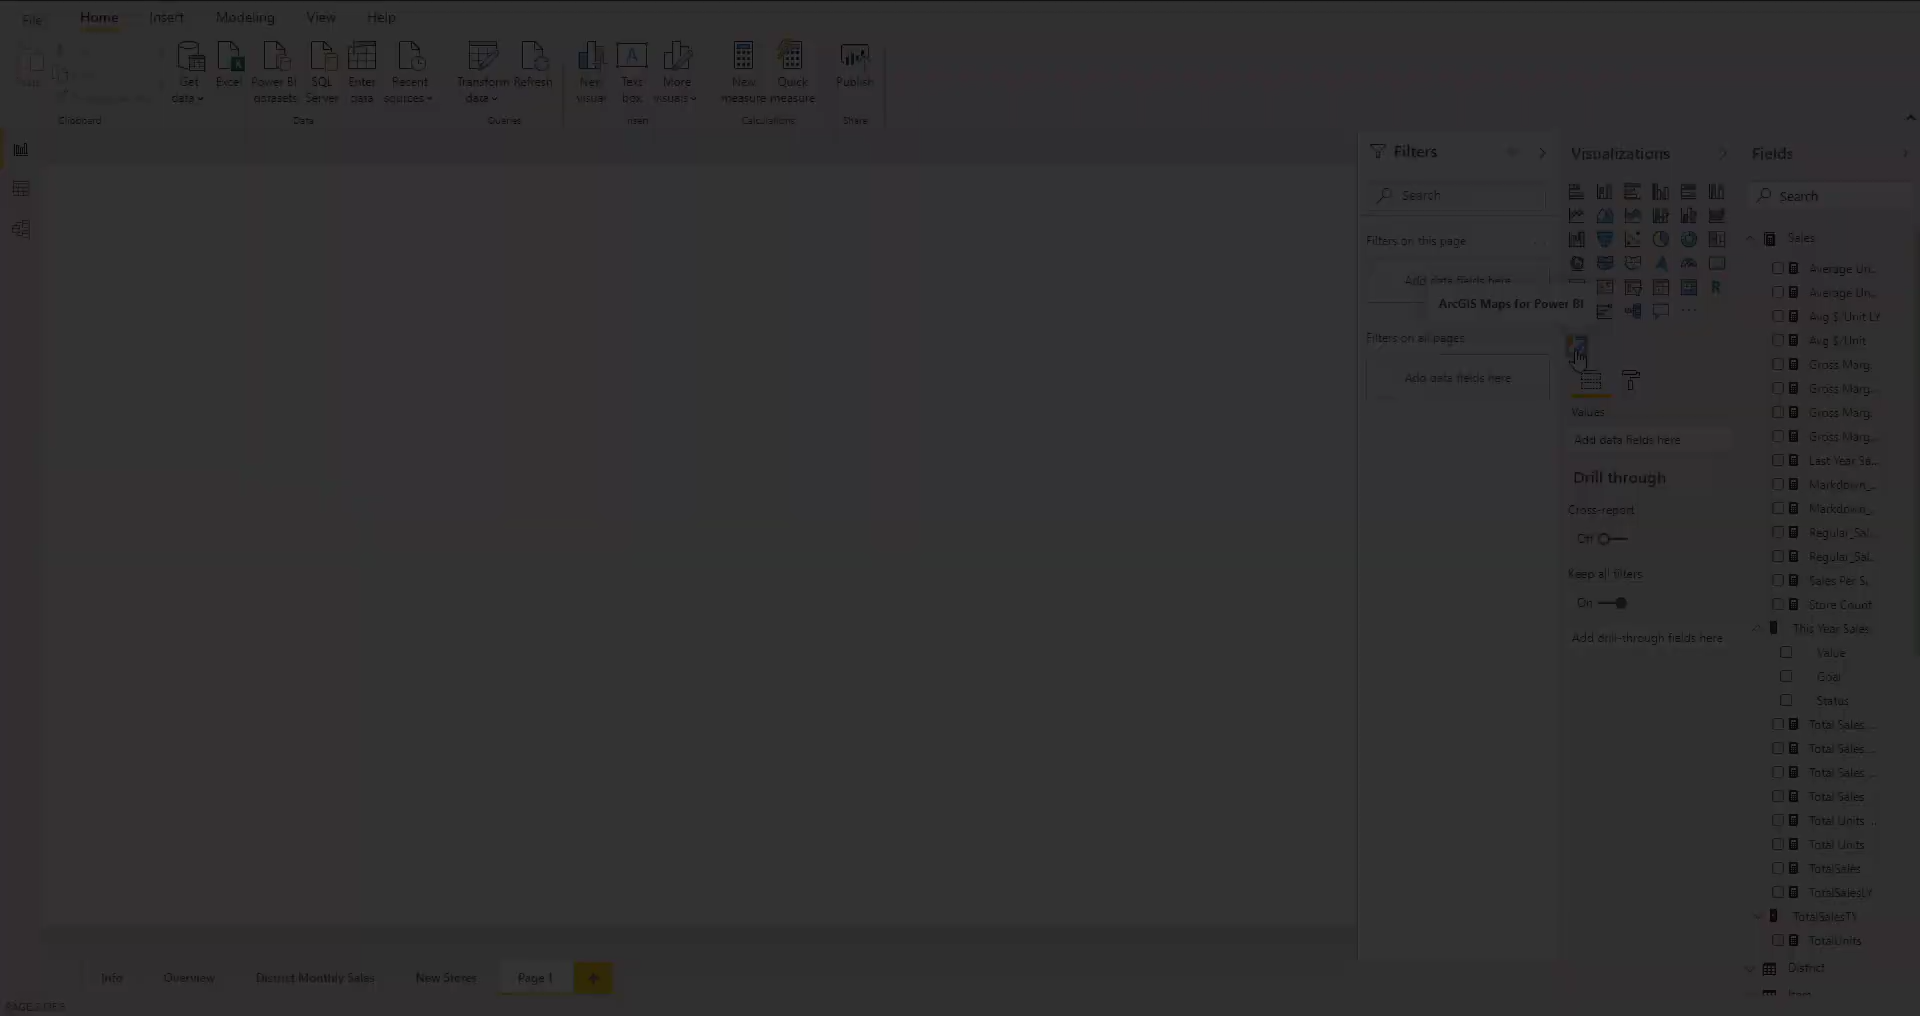 File Home Insert Modeling View Help
Get data Excel Power BI datasets SQL Server Enter data Recent sources Transform data Refresh New visual Text box More visuals New measure Quick measure Publish
Clipboard Data Queries Insert Calculations Share
Filters Visualizations Fields
Search
Search
Sales
Filters on this page
Add data fields here
ArcGIS Maps for Power BI
Filters on all pages
Add data fields here
Values
Add data fields here
Drill through
Cross-report
Off
Keep all filters
On
Add drill-through fields here
Average Un...
Average Un...
Avg $ Unit LY
Avg $ Unit
Gross Marg...
Gross Marg...
Gross Marg...
Gross Marg...
Last Year Sa...
Markdown_...
Markdown_...
Regular_Sal...
Regular_Sal...
Sales Per S...
Store Count
This Year Sales
Value
Goal
Status
Total Sales...
Total Sales...
Total Sales...
Total Sales
Total Units...
Total Units
TotalSales
TotalSalesLY
TotalSalesTY
TotalUnits
District
Item
Info Overview District Monthly Sales New Stores Page 1